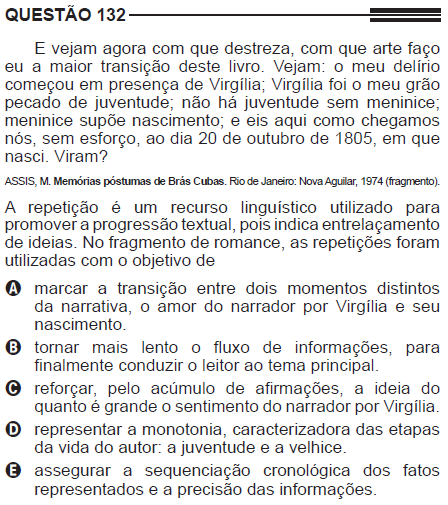 QUESTÃO 132
E vejam agora com que destreza, com que arte faço
eu a maior transição deste livro. Vejam: o meu delírio
começou em presença de Virgília; Virgília foi o meu grão
pecado de juventude; não há juventude sem meninice;
meninice supõe nascimento; e eis aqui como chegamos
nós, sem esforço, ao dia 20 de outubro de 1805, em que
nasci. Viram?
ASSIS, M. Memórias póstumas de Brás Cubas. Rio de Janeiro: Nova Aguilar, 1974 (fragmento).
A repetição é um recurso linguístico utilizado para
promover a progressão textual, pois indica entrelaçamento
de ideias. No fragmento de romance, as repetições foram
utilizadas com o objetivo de
A marcar a transição entre dois momentos distintos
da narrativa, o amor do narrador por Virgília e seu
nascimento.
B tornar mais lento o fluxo de informações, para
finalmente conduzir o leitor ao tema principal.
C reforçar, pelo acúmulo de afirmações, a ideia do
quanto é grande o sentimento do narrador por Virgília.
D representar a monotonia, caracterizadora das etapas
da vida do autor: a juventude e a velhice.
E assegurar a sequenciação cronológica dos fatos
representados e a precisão das informações.